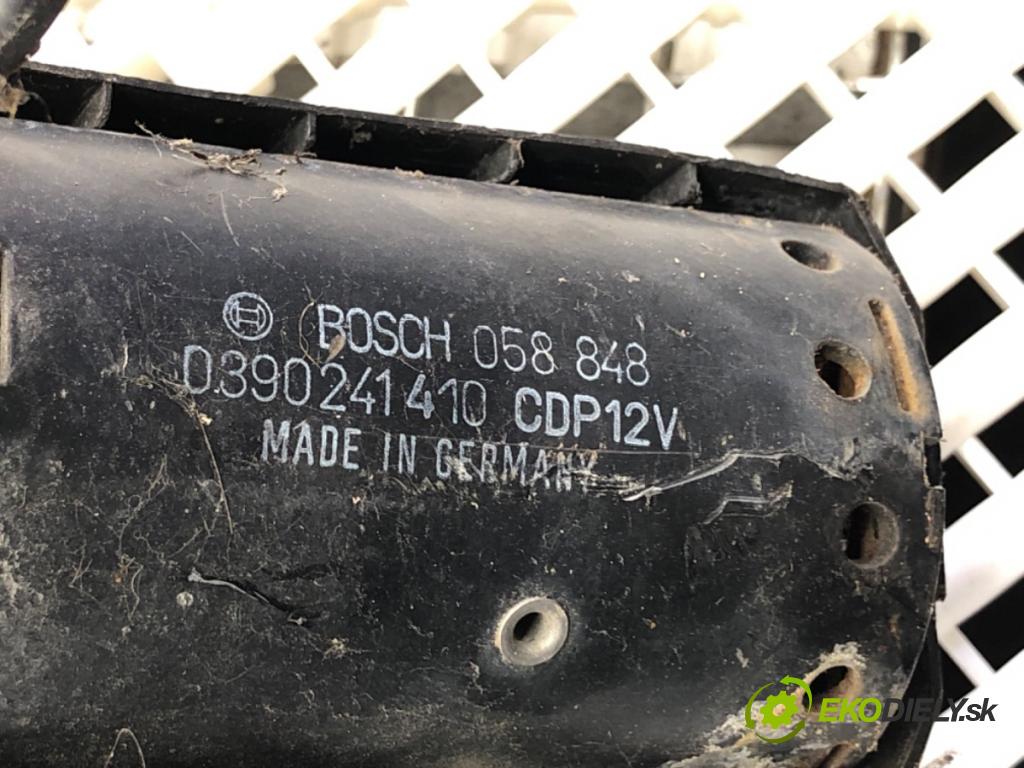 BOSCH 058 848
0390241410 CDP12V
MADE IN GERMANY
EKODIELY.sk